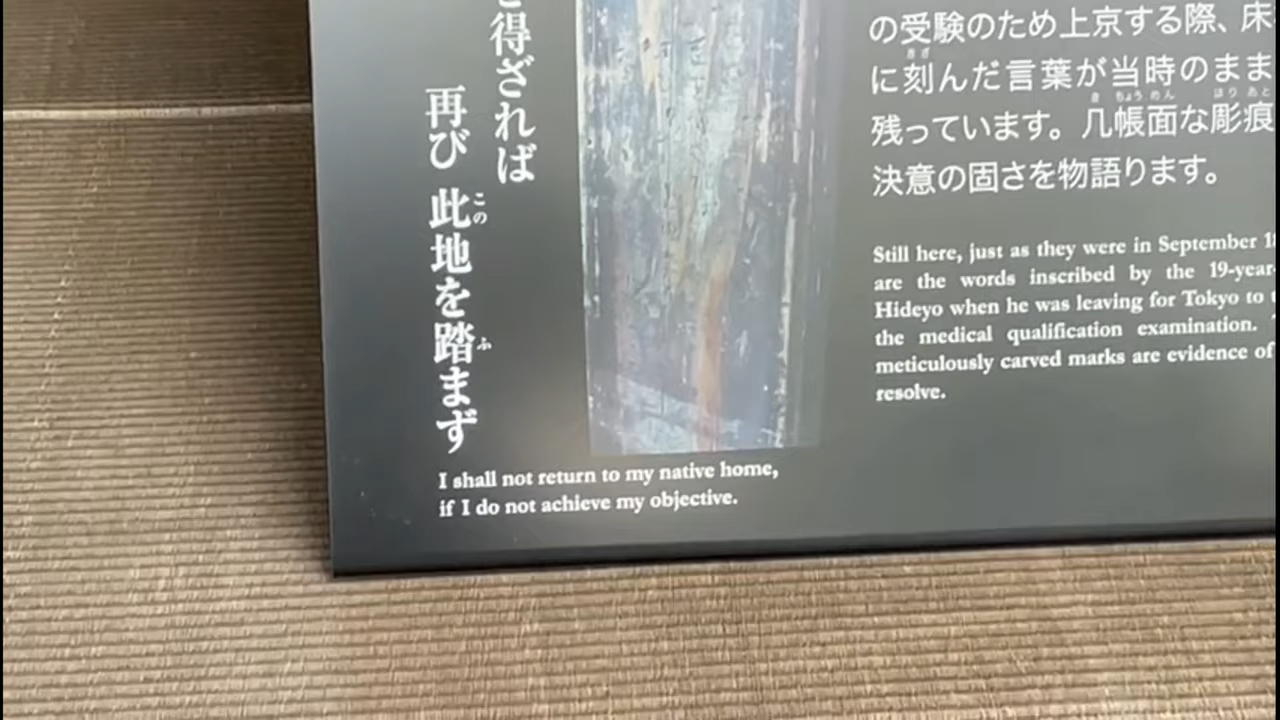 得ざれば
再び 此地を踏まず
この
ふ
の受験のため上京する際、床
に刻んだ言葉が当時のまま
きざ
残っています。几帳面な彫痕
き ちょう めん
ほり あと
決意の固さを物語ります。
Still here, just as they were in September
are the words inscribed by the 19-year-
Hideyo when he was leaving for Tokyo to
the medical qualification examination.
meticulously carved marks are evidence of
resolve.
I shall not return to my native home,
if I do not achieve my objective.